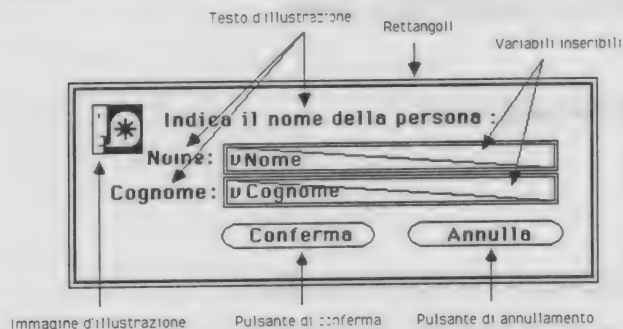 Testo d'illustrazione
Rettangoli
Variabili inseribili
Indica il nome della persona :
Nome:
vNome
Cognome:
vCognome
Conferma
Annulla
Immagine d'illustrazione
Pulsante di conferma
Pulsante di annullamento